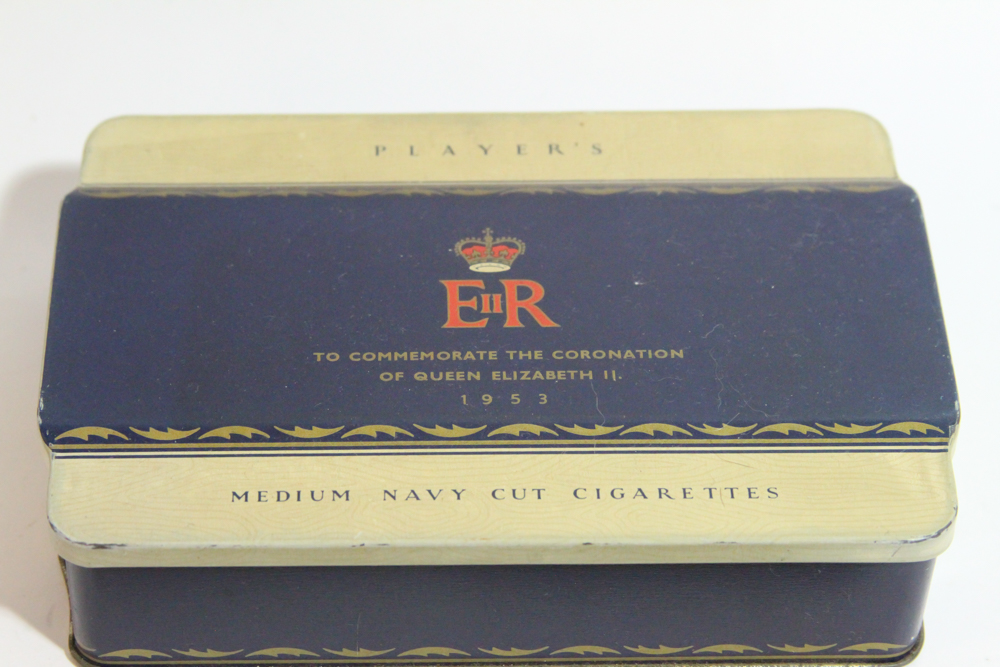 PLAYER'S
EIIR
TO COMMEMORATE THE CORONATION
OF QUEEN ELIZABETH II.
1953
MEDIUM NAVY CUT CIGARETTES